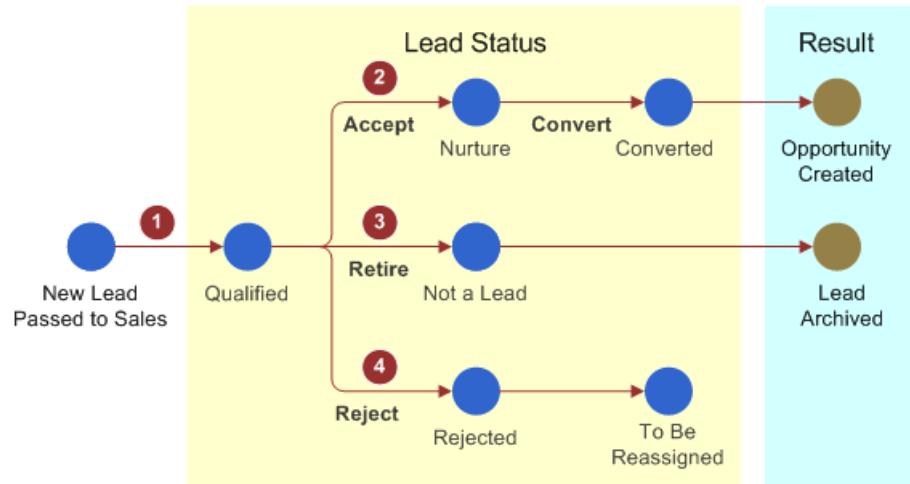 Lead Status
Result
2
Accept
Convert
Nurture
Converted
Opportunity
Created
1
3
New Lead
Passed to Sales
Qualified
Retire
Not a Lead
Lead
Archived
4
Reject
Rejected
To Be
Reassigned